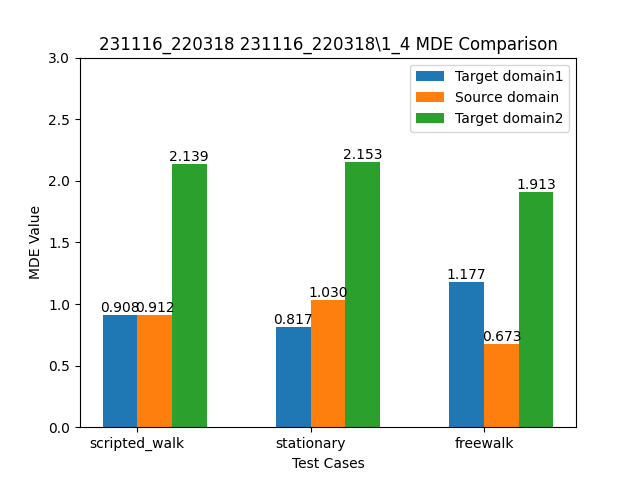 231116_220318 231116_220318\1_4 MDE Comparison
3.0
2.5
2.0
1.5
1.0
0.5
0.0
MDE Value
Target domain1
Source domain
Target domain2
0.908
0.912
2.139
0.817
1.030
2.153
1.177
0.673
1.913
scripted_walk
stationary
freewalk
Test Cases